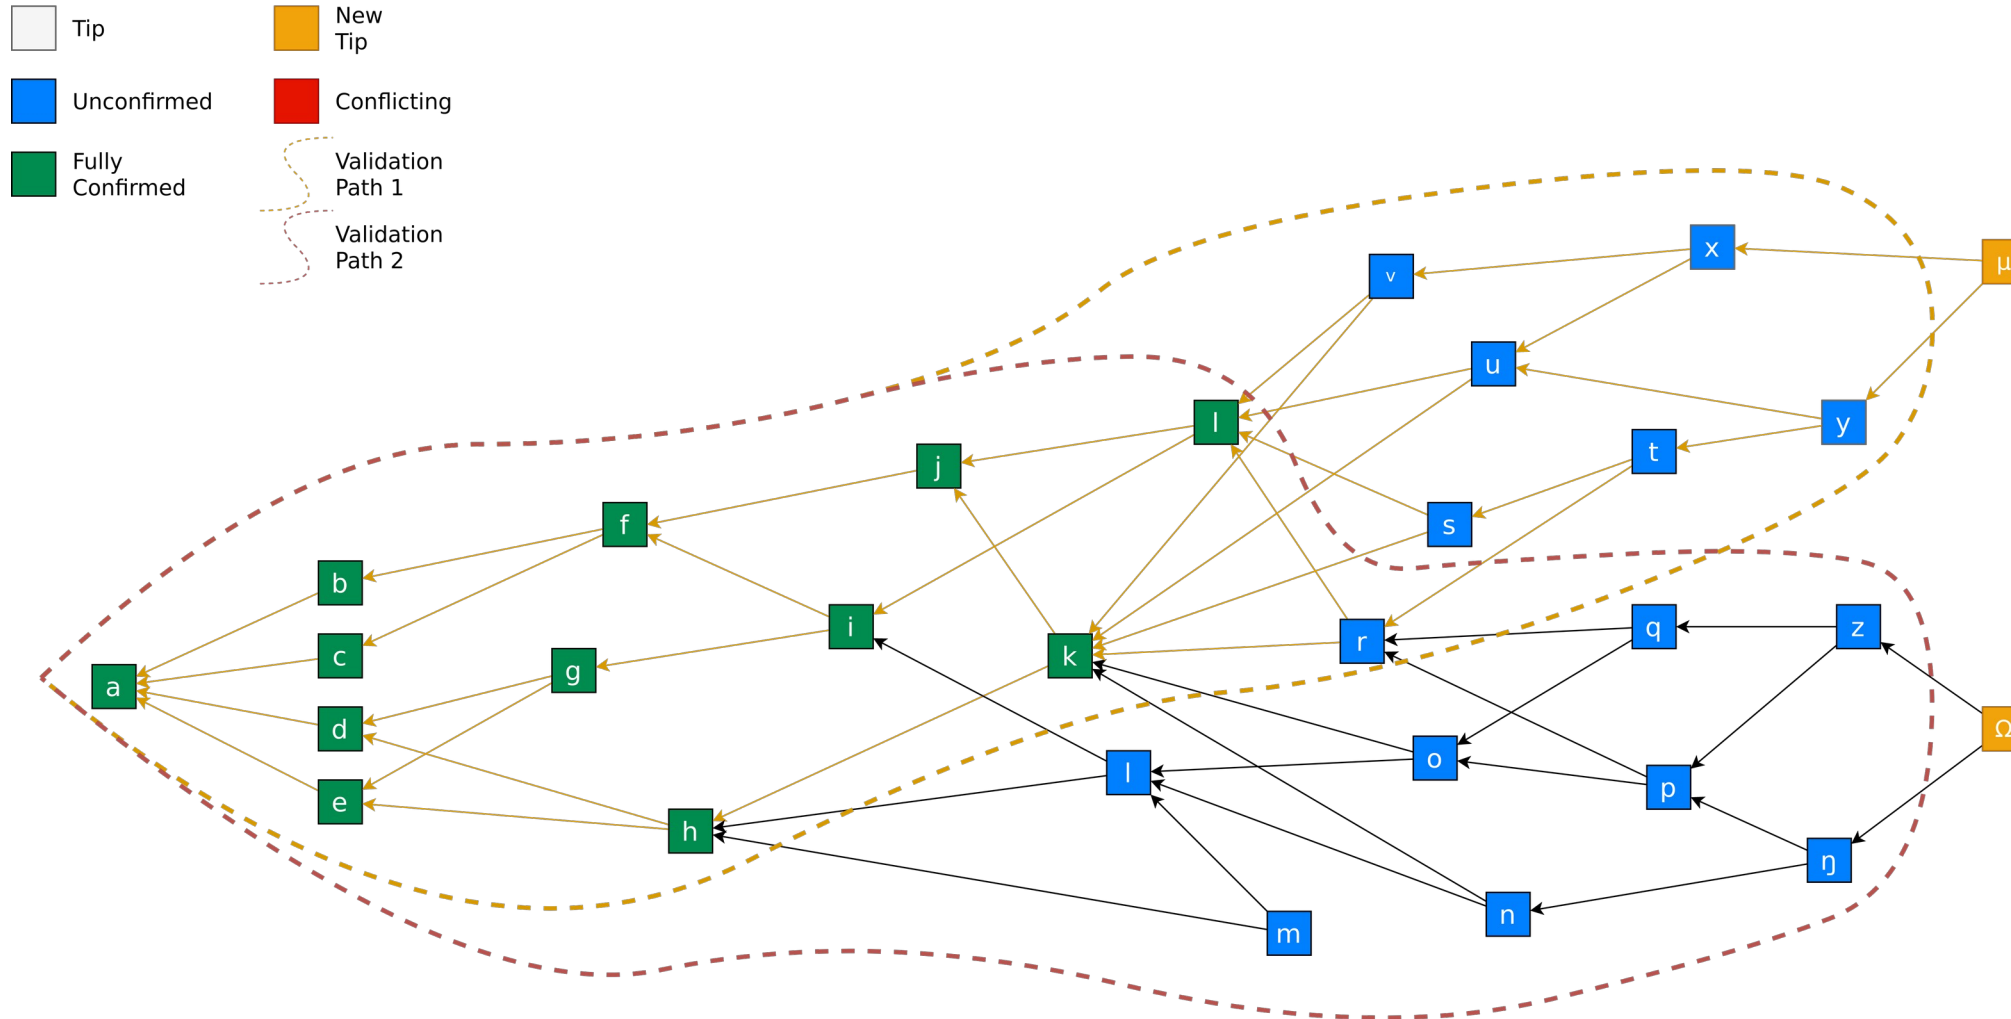 Tip
New
Tip
Unconfirmed
Conflicting
Fully
Confirmed
Validation
Path 1
Validation
Path 2
x
μ
v
u
l
y
t
j
s
f
b
i
q
z
r
c
k
g
a
d
Ω
o
l
p
e
h
ŋ
n
m